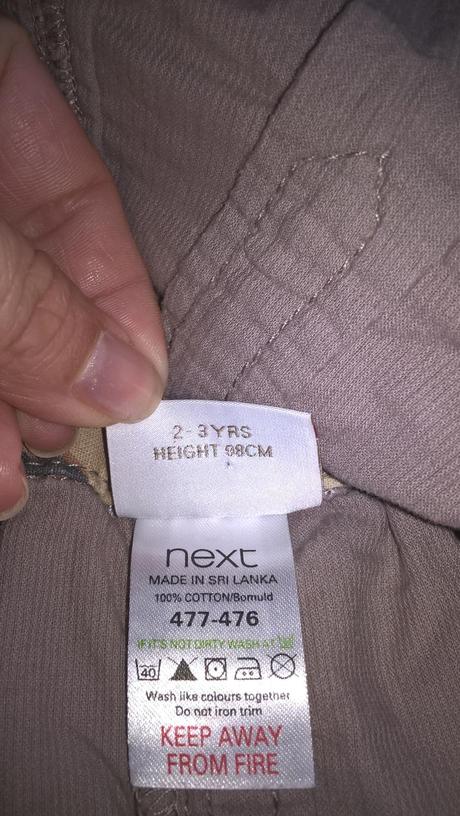 2-3YRS
HEIGHT 98CM
next
MADE IN SRI LANKA
100% COTTON/Bomuld
477-476
IF IT'S NOT DIRTY WASH AT
40
Wash like colours together
Do not iron trim
KEEP AWAY
FROM FIRE